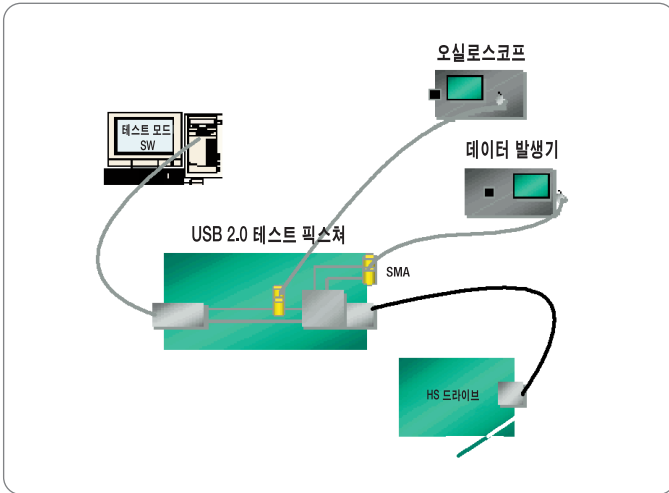 오실로스코프
테스트 모드
SW
데이터 발생기
USB 2.0 테스트 픽스쳐
SMA
HS 드라이브